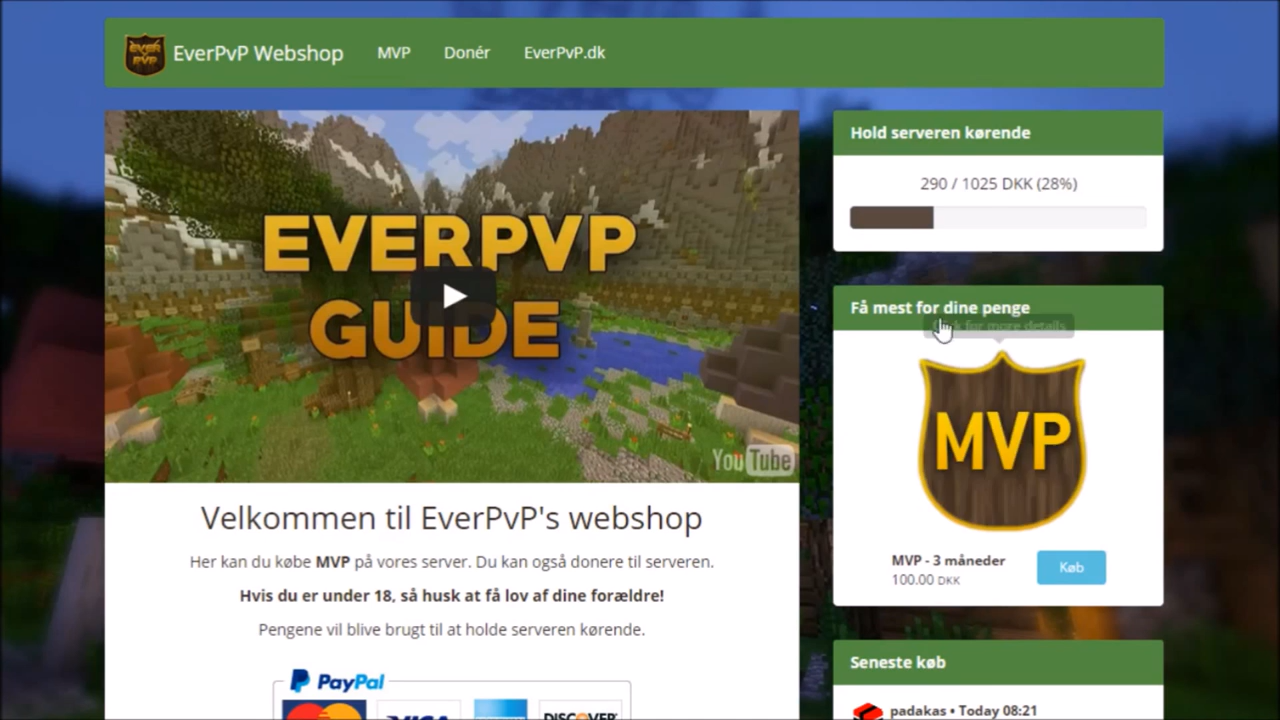 EVER
PVP
EverPvP Webshop
MVP
Donér
EverPvP.dk
EVERPVP
GUIDE
YouTube
Velkommen til EverPvP's webshop
Her kan du købe MVP på vores server. Du kan også donere til serveren.
Hvis du er under 18, så husk at få lov af dine forældre!
Pengene vil blive brugt til at holde serveren kørende.
PayPal
VISA
DISCOVER
Hold serveren kørende
290 / 1025 DKK (28%)
Få mest for dine penge
for more details
MVP
MVP - 3 måneder
100.00 DKK
Køb
Seneste køb
padakas • Today 08:21